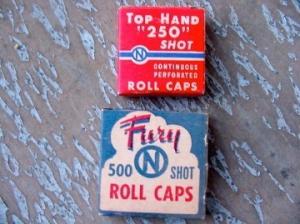 TOP HAND
"250"
SHOT
N
CONTINUOUS
PERFORATED
ROLL CAPS
Fury
500 N SHOT
ROLL CAPS